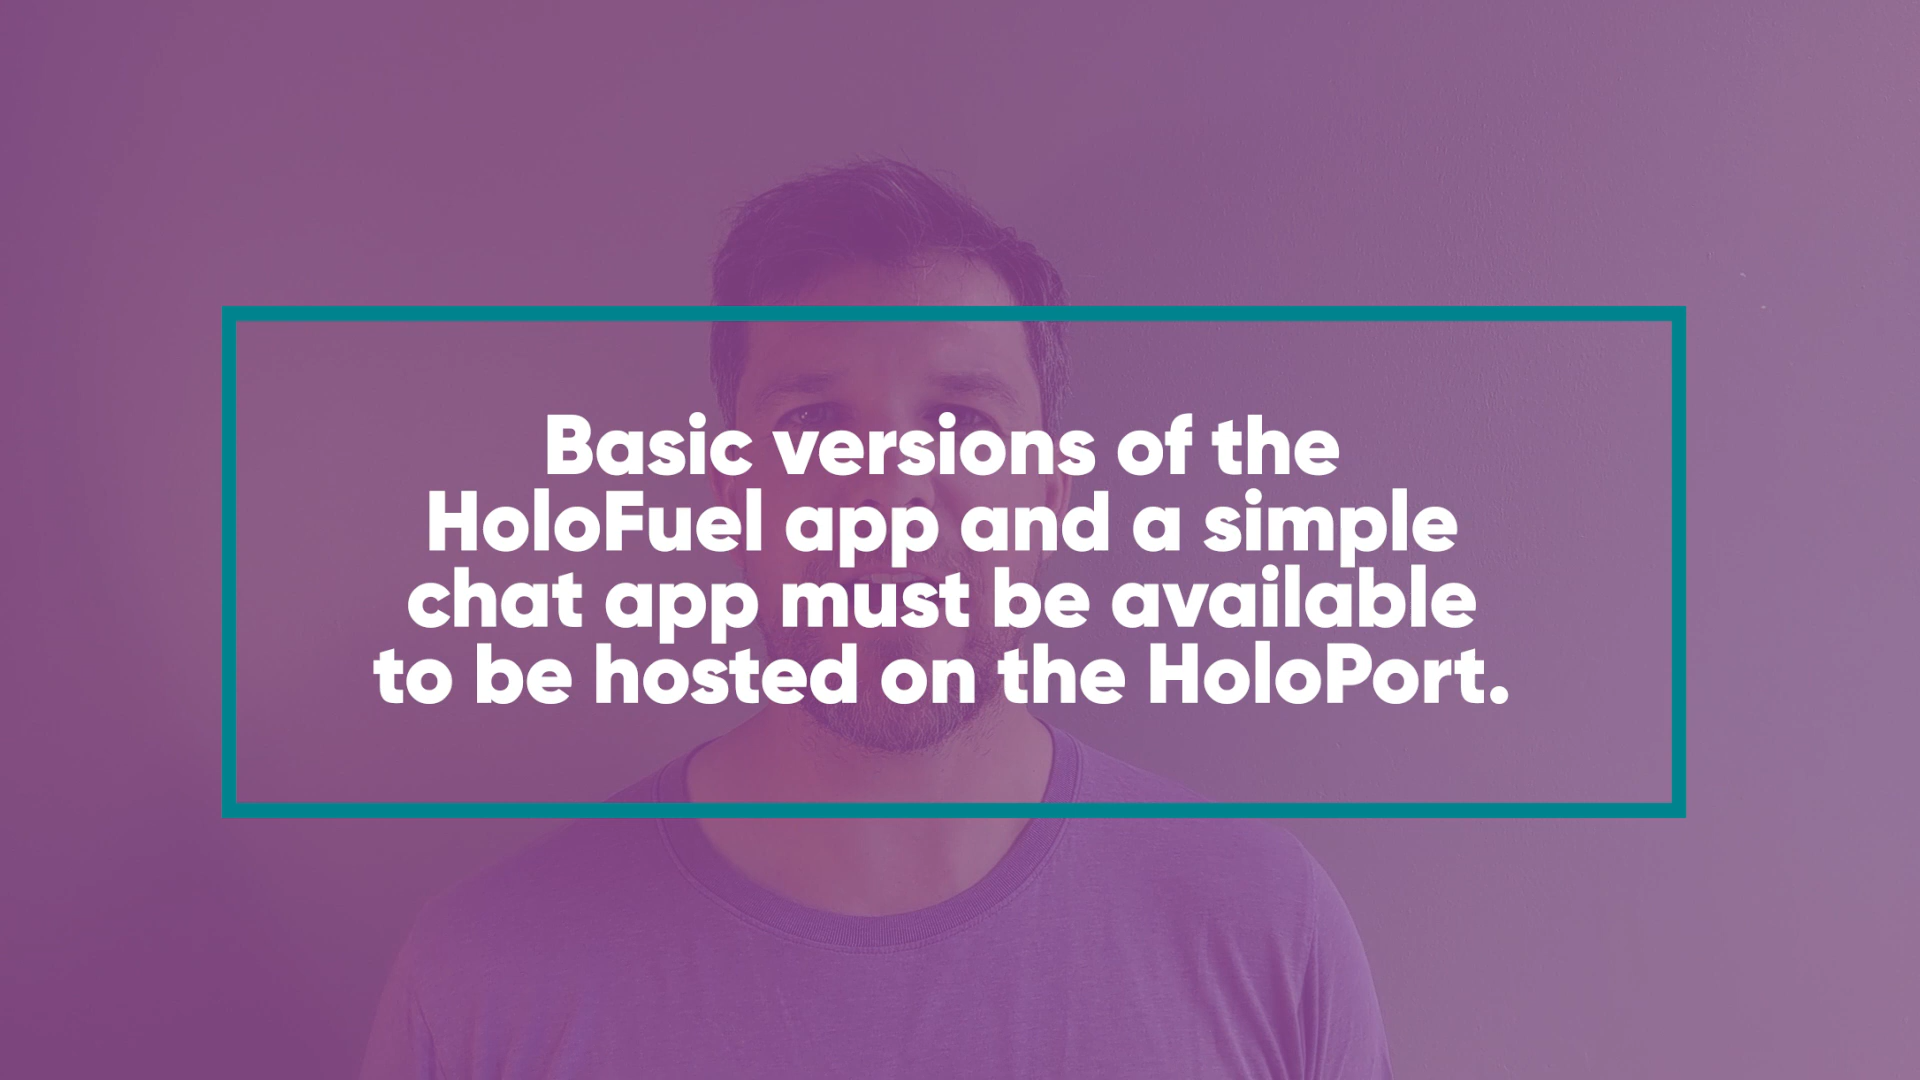 Basic versions of the
HoloFuel app and a simple
chat app must be available
to be hosted on the HoloPort.